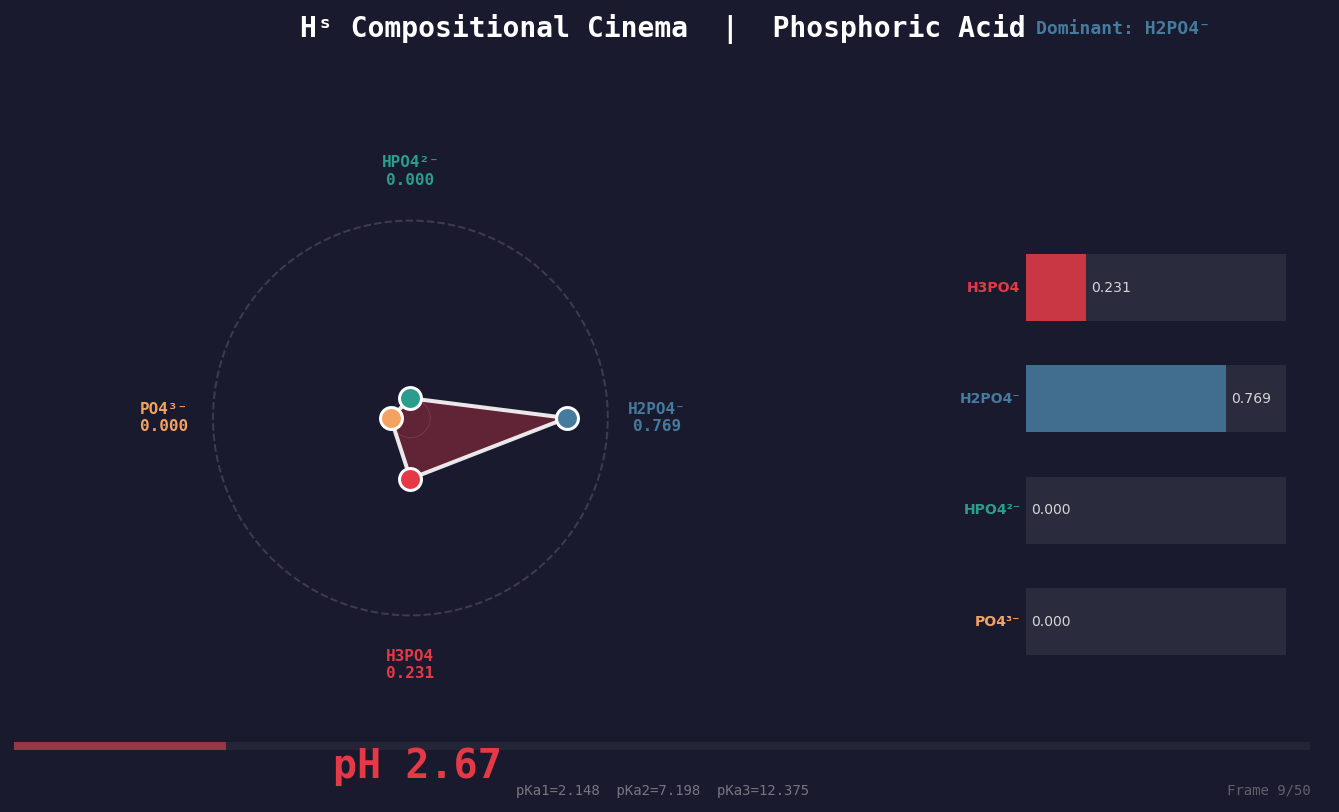 Hˢ Compositional Cinema  |  Phosphoric Acid
Dominant: H2PO4⁻
HPO4²⁻
0.000
PO4³⁻
0.000
H2PO4⁻
0.769
H3PO4
0.231
H3PO4 0.231
H2PO4⁻ 0.769
HPO4²⁻ 0.000
PO4³⁻ 0.000
pH 2.67
pKa1=2.148  pKa2=7.198  pKa3=12.375
Frame 9/50